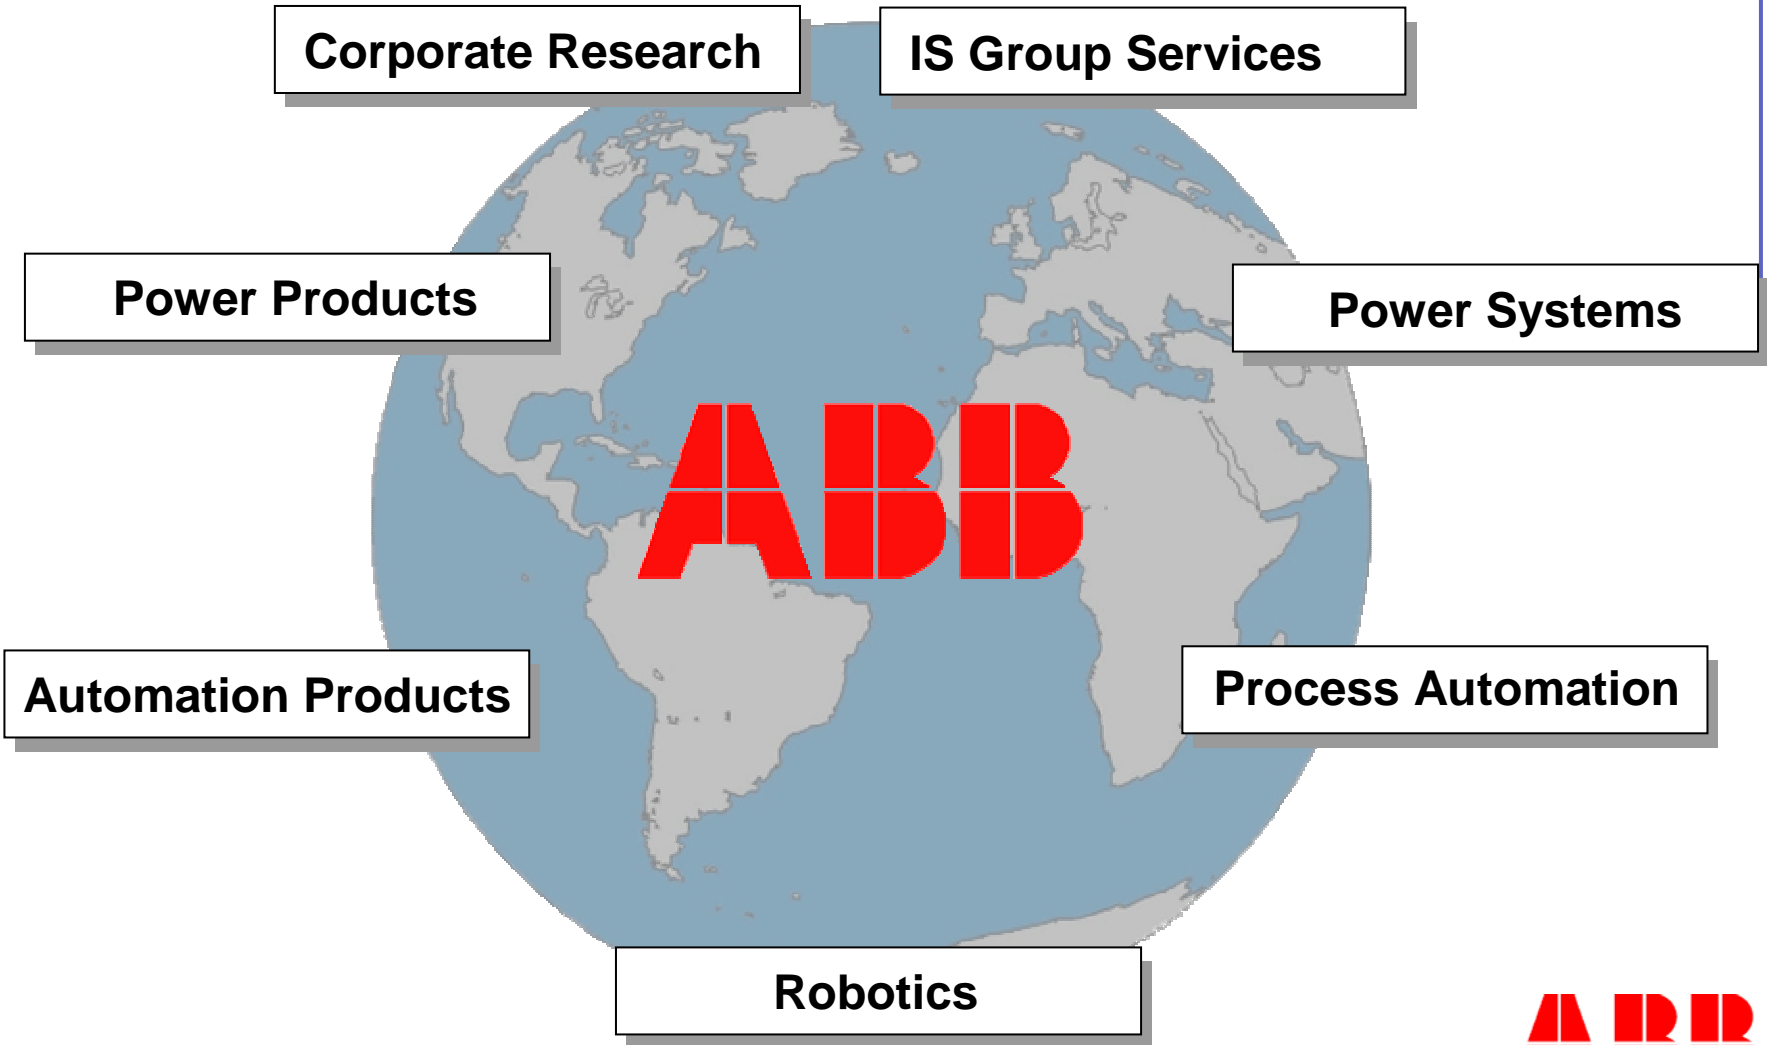 Corporate Research
IS Group Services
Power Products
Power Systems
ABB
Automation Products
Process Automation
Robotics
ABB